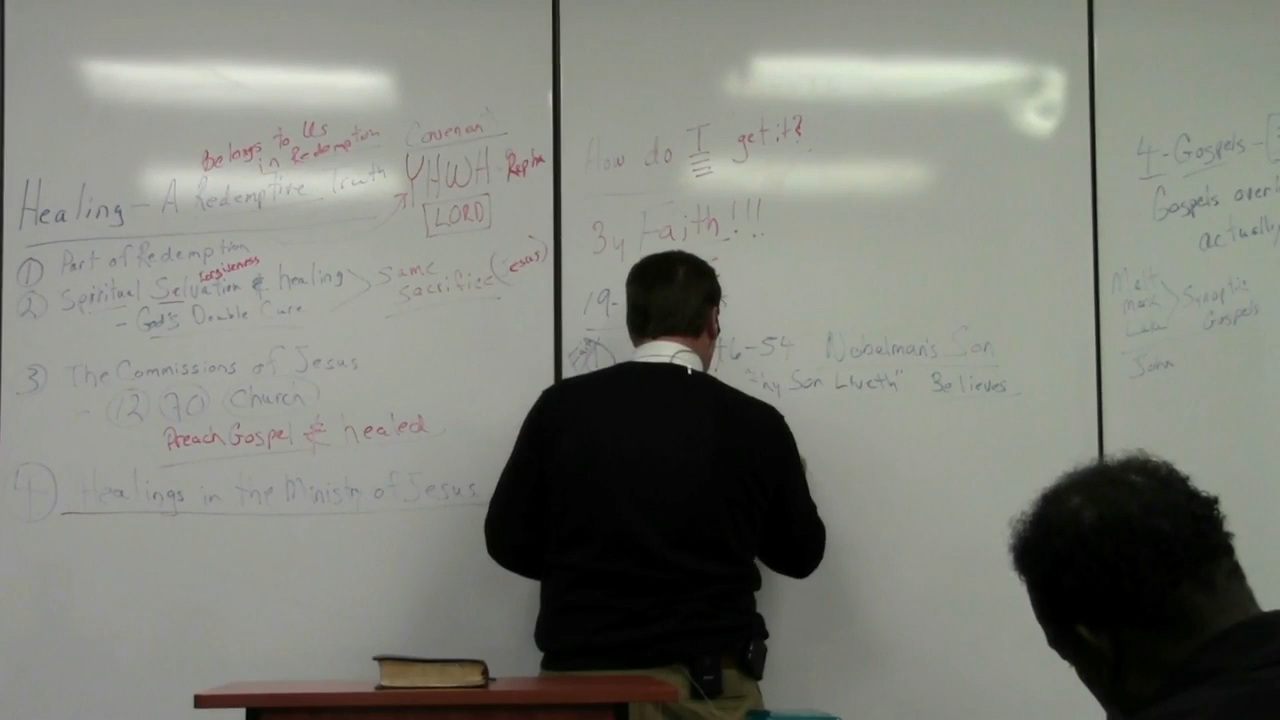 Belongs to Us
in Redemption
Covenant
Healing - A Redemptive Truth
YHWH - Rapha
[LORD]
① Part of Redemption
forgiveness
② Spiritual Salvation & healing
same sacrifice (Jesus)
- God's Double Cure
3) The Commissions of Jesus
- (12) (70) (Church)
Preach Gospel & healed
4) Healings in the Ministry of Jesus
How do I get it?
By Faith!!!
19-
46-54 Nobelman's Son
"thy Son Liveth" Believes
4-Gospels-
Gospels
actually
Matt
Mark
Luke
Synoptic
Gospels
John